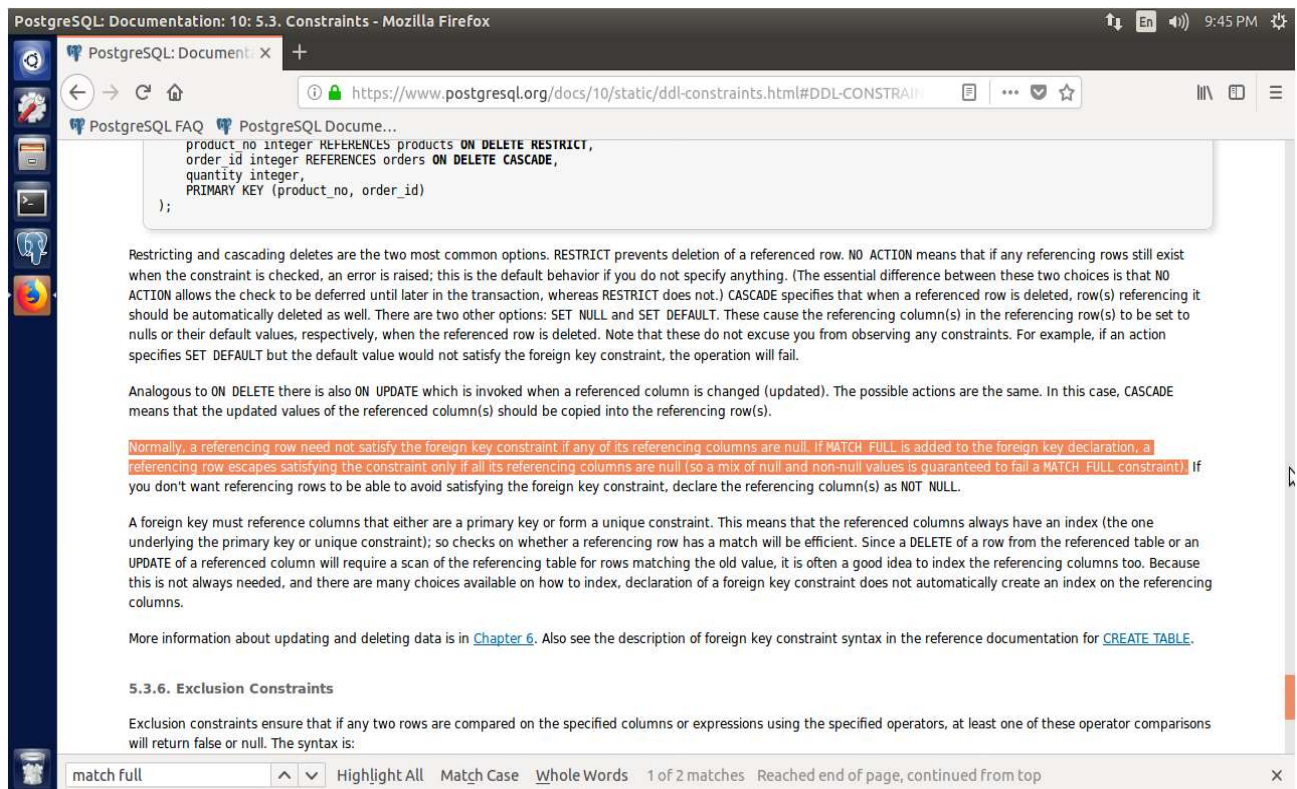 PostgreSQL: Documentation: 10: 5.3. Constraints - Mozilla Firefox
En
9:45 PM
PostgreSQL: Document
https://www.postgresql.org/docs/10/static/ddl-constraints.html#DDL-CONSTRAIN
PostgreSQL FAQ
PostgreSQL Docume...
product_no integer REFERENCES products ON DELETE RESTRICT,
order_id integer REFERENCES orders ON DELETE CASCADE,
quantity integer,
PRIMARY KEY (product_no, order_id)
);
Restricting and cascading deletes are the two most common options. RESTRICT prevents deletion of a referenced row. NO ACTION means that if any referencing rows still exist
when the constraint is checked, an error is raised; this is the default behavior if you do not specify anything. (The essential difference between these two choices is that NO
ACTION allows the check to be deferred until later in the transaction, whereas RESTRICT does not.) CASCADE specifies that when a referenced row is deleted, row(s) referencing it
should be automatically deleted as well. There are two other options: SET NULL and SET DEFAULT. These cause the referencing column(s) in the referencing row(s) to be set to
nulls or their default values, respectively, when the referenced row is deleted. Note that these do not excuse you from observing any constraints. For example, if an action
specifies SET DEFAULT but the default value would not satisfy the foreign key constraint, the operation will fail.
Analogous to ON DELETE there is also ON UPDATE which is invoked when a referenced column is changed (updated). The possible actions are the same. In this case, CASCADE
means that the updated values of the referenced column(s) should be copied into the referencing row(s).
Normally, a referencing row need not satisfy the foreign key constraint if any of its referencing columns are null. If MATCH FULL is added to the foreign key declaration, a
referencing row escapes satisfying the constraint only if all its referencing columns are null (so a mix of null and non-null values is guaranteed to fail a MATCH FULL constraint). If
you don't want referencing rows to be able to avoid satisfying the foreign key constraint, declare the referencing column(s) as NOT NULL.
A foreign key must reference columns that either are a primary key or form a unique constraint. This means that the referenced columns always have an index (the one
underlying the primary key or unique constraint); so checks on whether a referencing row has a match will be efficient. Since a DELETE of a row from the referenced table or an
UPDATE of a referenced column will require a scan of the referencing table for rows matching the old value, it is often a good idea to index the referencing columns too. Because
this is not always needed, and there are many choices available on how to index, declaration of a foreign key constraint does not automatically create an index on the referencing
columns.
More information about updating and deleting data is in Chapter 6. Also see the description of foreign key constraint syntax in the reference documentation for CREATE TABLE.
5.3.6. Exclusion Constraints
Exclusion constraints ensure that if any two rows are compared on the specified columns or expressions using the specified operators, at least one of these operator comparisons
will return false or null. The syntax is:
match full
Highlight All
Match Case
Whole Words
1 of 2 matches
Reached end of page, continued from top